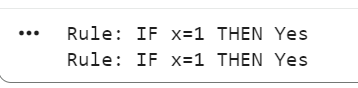 Rule: IF x=1 THEN Yes
Rule: IF x=1 THEN Yes